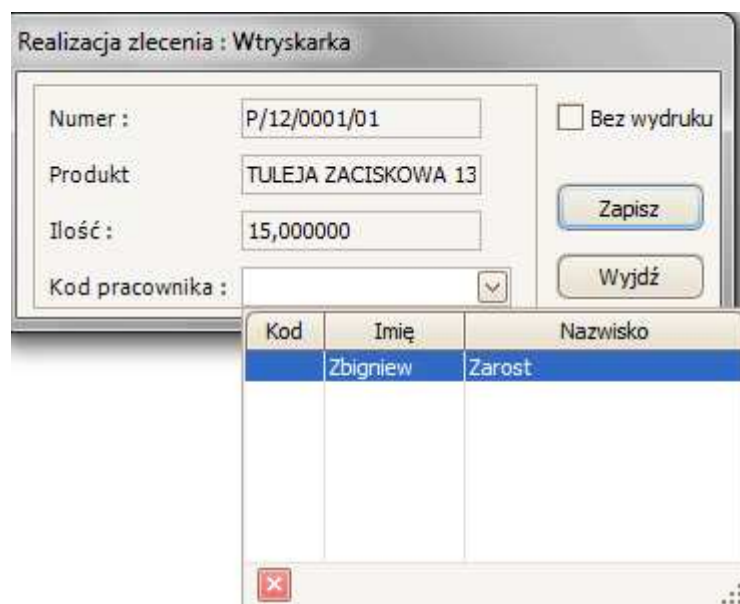 Realizacja zlecenia : Wtryskarka
Numer : P/12/0001/01 Bez wydruku
Produkt TULEJA ZACISKOWA 13
Zapisz
Ilość : 15,000000
Wyjdź
Kod pracownika :
Kod Imię Nazwisko
Zbigniew Zarost